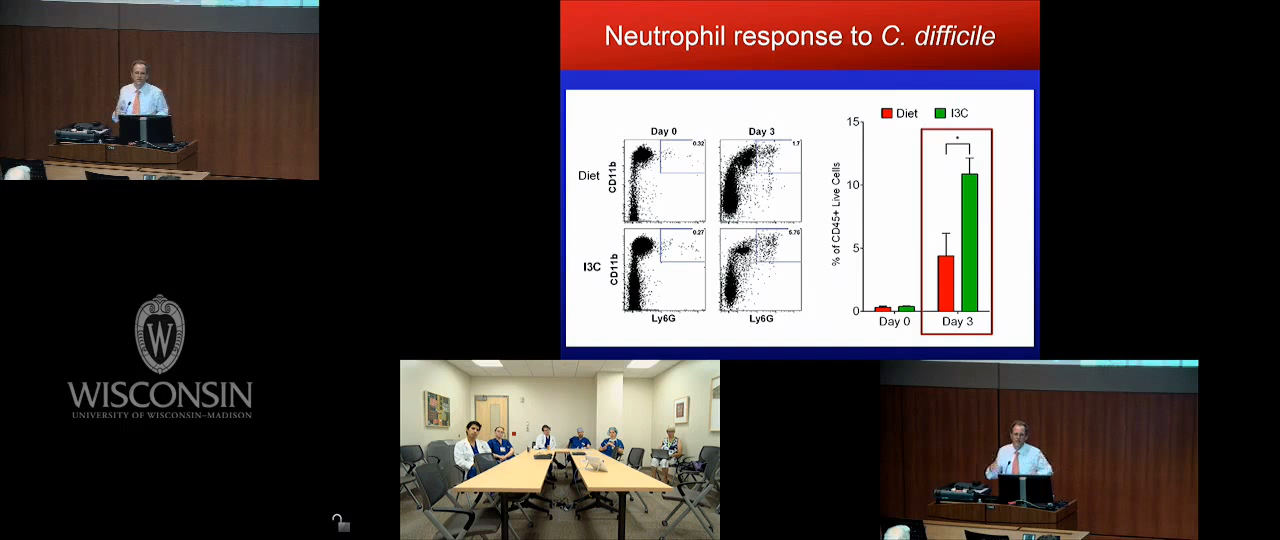 Neutrophil response to C. difficile
Day 0
Day 3
Diet
CD11b
0.32
1.7
I3C
CD11b
0.27
5.76
Ly6G
Ly6G
Diet
I3C
% of CD45+ Live Cells
15
10
5
0
*
Day 0
Day 3
W
WISCONSIN
UNIVERSITY OF WISCONSIN–MADISON